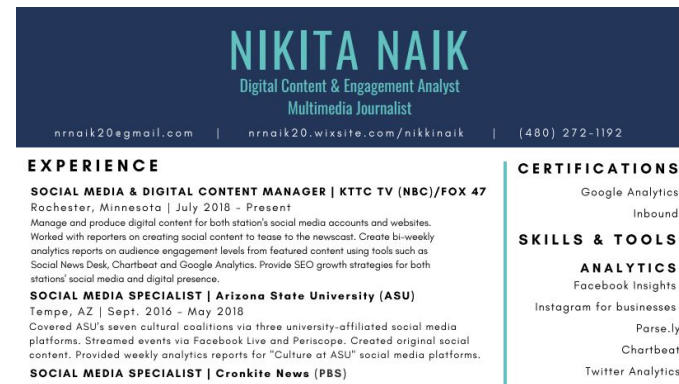 NIKITA NAIK
Digital Content & Engagement Analyst
Multimedia Journalist
nrnaik20@gmail.com | nrnaik20.wixsite.com/nikkinaik | (480) 272-1192
EXPERIENCE
SOCIAL MEDIA & DIGITAL CONTENT MANAGER | KTTC TV (NBC)/FOX 47
Rochester, Minnesota | July 2018 - Present
Manage and produce digital content for both station's social media accounts and websites.
Worked with reporters on creating social content to tease to the newscast. Create bi-weekly
analytics reports on audience engagement levels from featured content using tools such as
Social News Desk, Chartbeat and Google Analytics. Provide SEO growth strategies for both
stations' social media and digital presence.
SOCIAL MEDIA SPECIALIST | Arizona State University (ASU)
Tempe, AZ | Sept. 2016 - May 2018
Covered ASU's seven cultural coalitions via three university-affiliated social media
platforms. Streamed events via Facebook Live and Periscope. Created original social
content. Provided weekly analytics reports for "Culture at ASU" social media platforms.
SOCIAL MEDIA SPECIALIST | Cronkite News (PBS)
CERTIFICATIONS
Google Analytics
Inbound
SKILLS & TOOLS
ANALYTICS
Facebook Insights
Instagram for businesses
Parse.ly
Chartbeat
Twitter Analytics